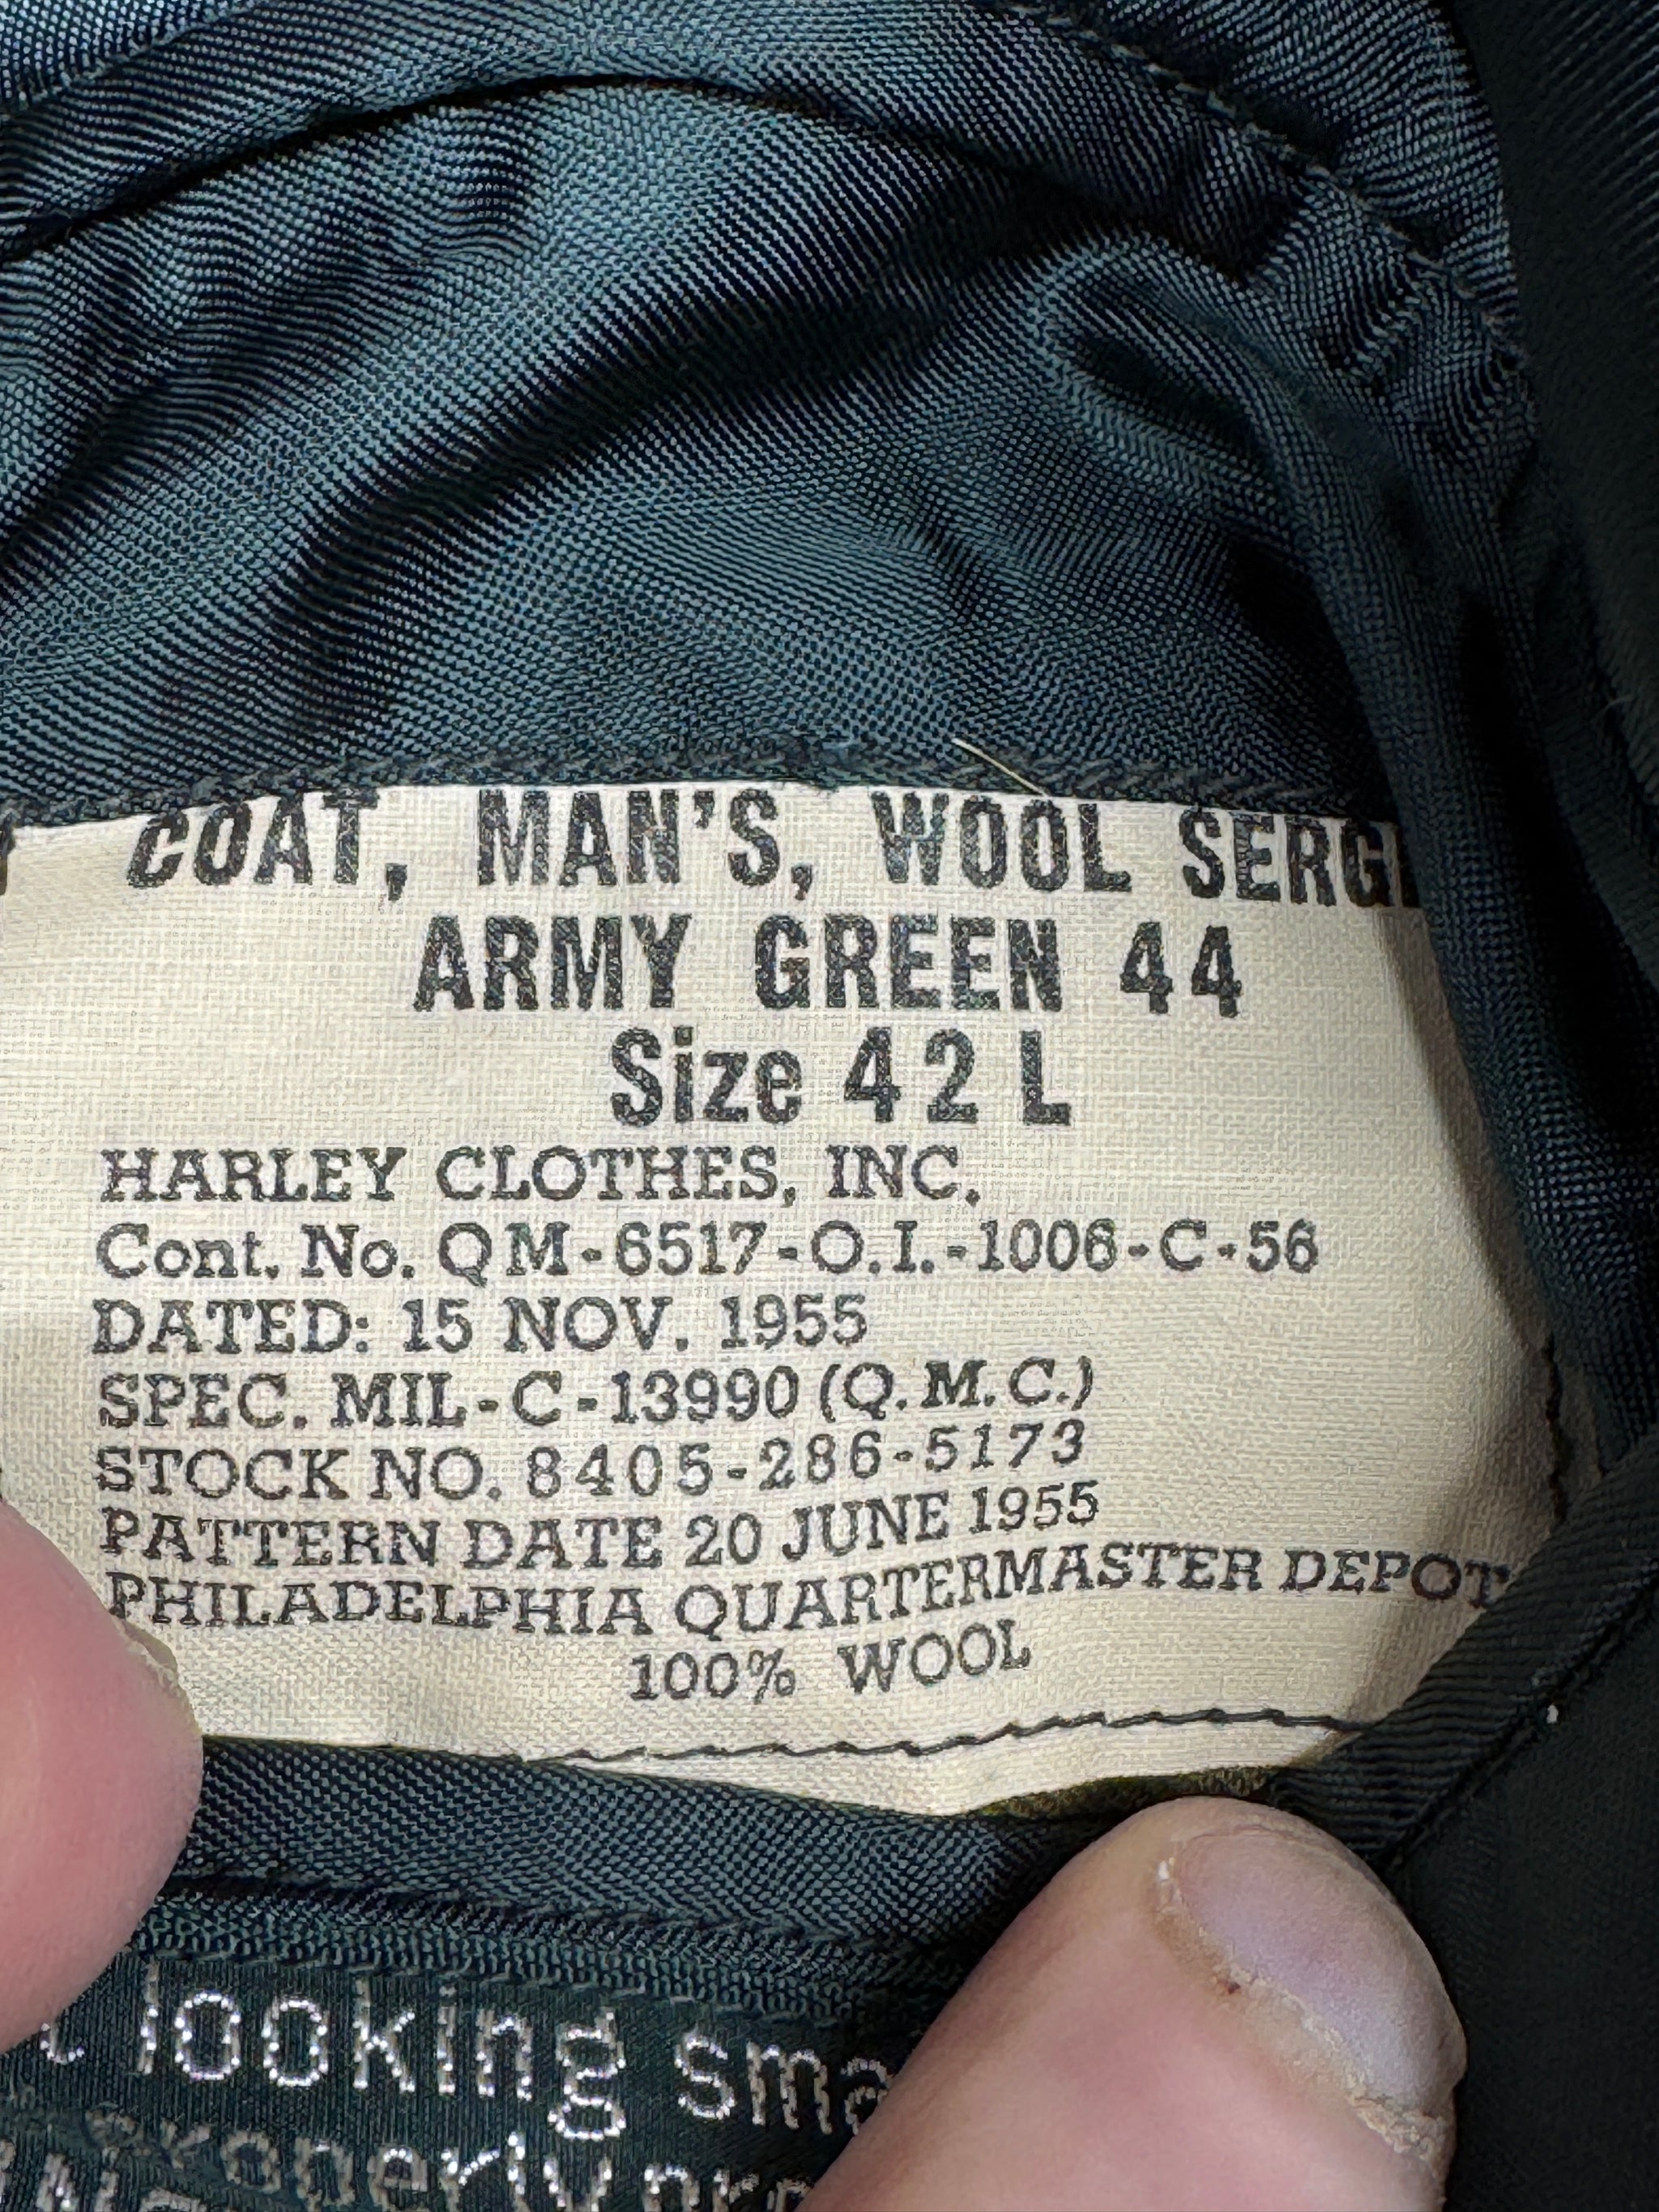 COAT, MAN'S, WOOL SERGE
ARMY GREEN 44
Size 42 L
HARLEY CLOTHES, INC.
Cont. No. QM-6517-O.I.-1006-C-56
DATED: 15 NOV. 1955
SPEC. MIL-C-13990 (Q.M.C.)
STOCK NO. 8405-286-5173
PATTERN DATE 20 JUNE 1955
PHILADELPHIA QUARTERMASTER DEPOT
100% WOOL
looking